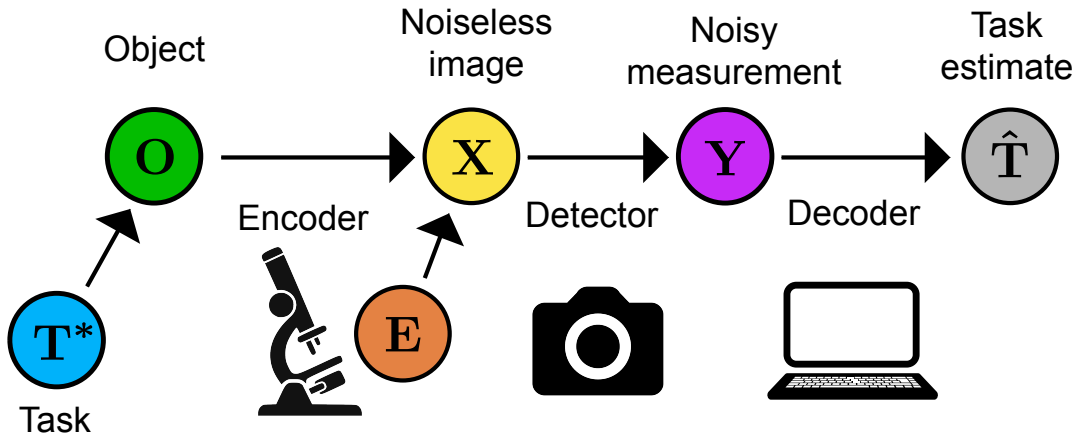 Object
Noiseless
image
Noisy
measurement
Task
estimate
O
X
Y
T̂
Encoder
Detector
Decoder
T*
E
Task